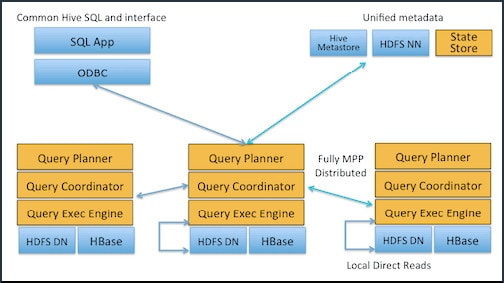 Common Hive SQL and interface
SQL App
ODBC
Unified metadata
Hive
Metastore
HDFS NN
State
Store
Query Planner
Query Coordinator
Query Exec Engine
HDFS DN
HBase
Query Planner
Query Coordinator
Query Exec Engine
HDFS DN
HBase
Fully MPP
Distributed
Query Planner
Query Coordinator
Query Exec Engine
HDFS DN
HBase
Local Direct Reads